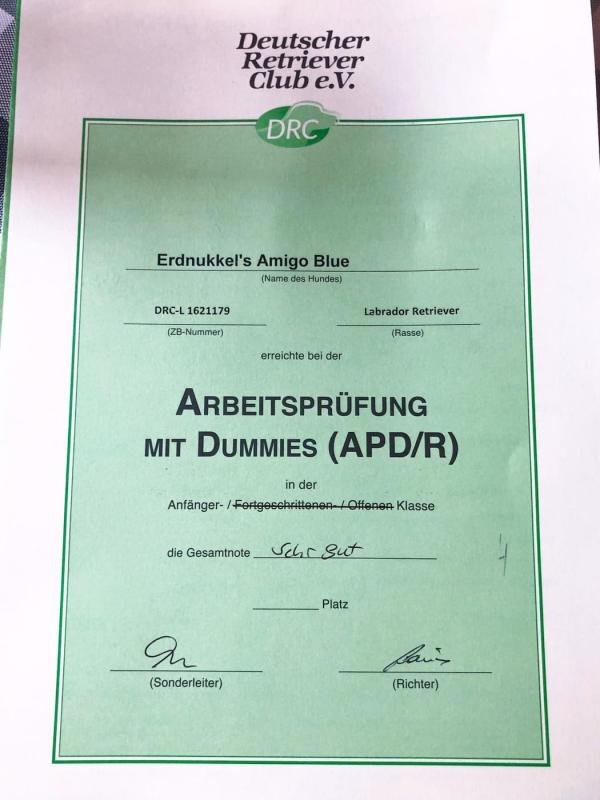 Deutscher
Retriever
Club e.V.
DRC
Erdnukkel's Amigo Blue
(Name des Hundes)
DRC-L 1621179 Labrador Retriever
(ZB-Nummer) (Rasse)
erreichte bei der
ARBEITSPRÜFUNG
MIT DUMMIES (APD/R)
in der
Anfänger- / Fortgeschrittenen- / Offenen Klasse
die Gesamtnote sehr gut
Platz
(Sonderleiter) (Richter)